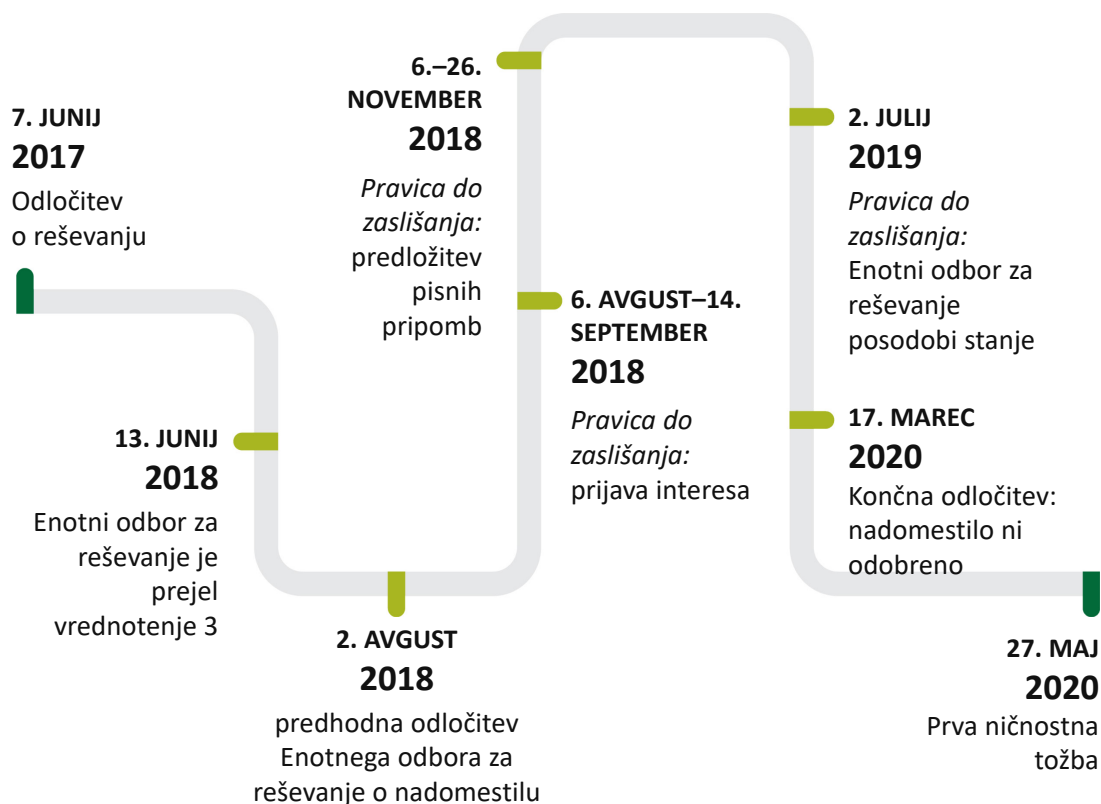 7. JUNIJ
2017
Odločitev
o reševanju
13. JUNIJ
2018
Enotni odbor za
reševanje je
prejel
vrednotenje 3
2. AVGUST
2018
predhodna odločitev
Enotnega odbora za
reševanje o nadomestilu
6. AVGUST–14.
SEPTEMBER
2018
Pravica do
zaslišanja:
prijava interesa
6.–26.
NOVEMBER
2018
Pravica do
zaslišanja:
predložitev
pisnih
pripomb
2. JULIJ
2019
Pravica do
zaslišanja:
Enotni odbor za
reševanje
posodobi stanje
17. MAREC
2020
Končna odločitev:
nadomestilo ni
odobreno
27. MAJ
2020
Prva ničnostna
tožba